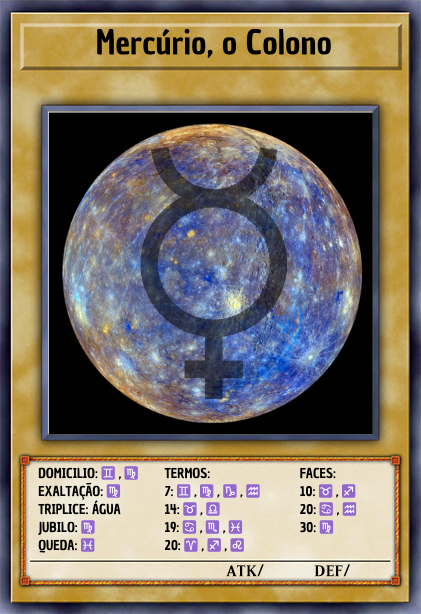 Mercúrio, o Colono
DOMICILIO: ♊ , ♍
EXALTAÇÃO: ♍
TRIPLICE: ÁGUA
JUBILO: ♍
QUEDA: ♓
TERMOS:
7: ♊ , ♍ , ♑ , ♒
14: ♉ , ♎
19: ♋ , ♏ , ♓
20: ♈ , ♐ , ♌
FACES:
10: ♉ , ♐
20: ♋ , ♒
30: ♍
ATK/ DEF/